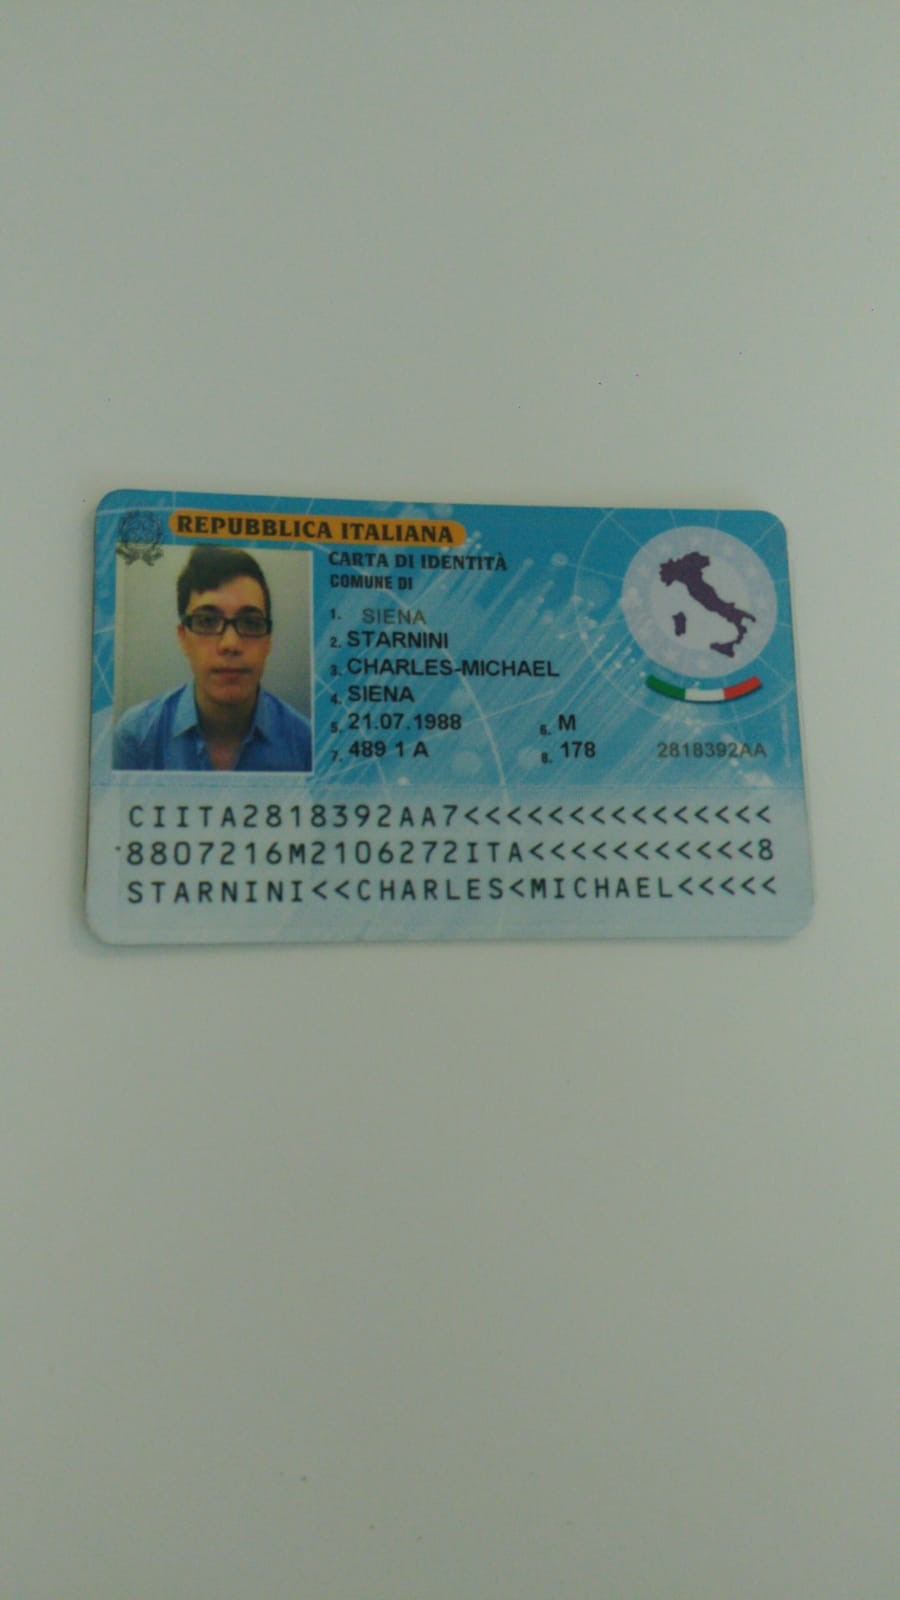 REPUBBLICA ITALIANA
CARTA DI IDENTITÀ
COMUNE DI
1. SIENA
2. STARNINI
3. CHARLES-MICHAEL
4. SIENA
5. 21.07.1988 6. M
7. 489 1 A 8. 178 2818392AA
CIITA2818392AA7<<<<<<<<<<<<<<<
8807216M2106272ITA<<<<<<<<<<<8
STARNINI<<CHARLES<MICHAEL<<<<<